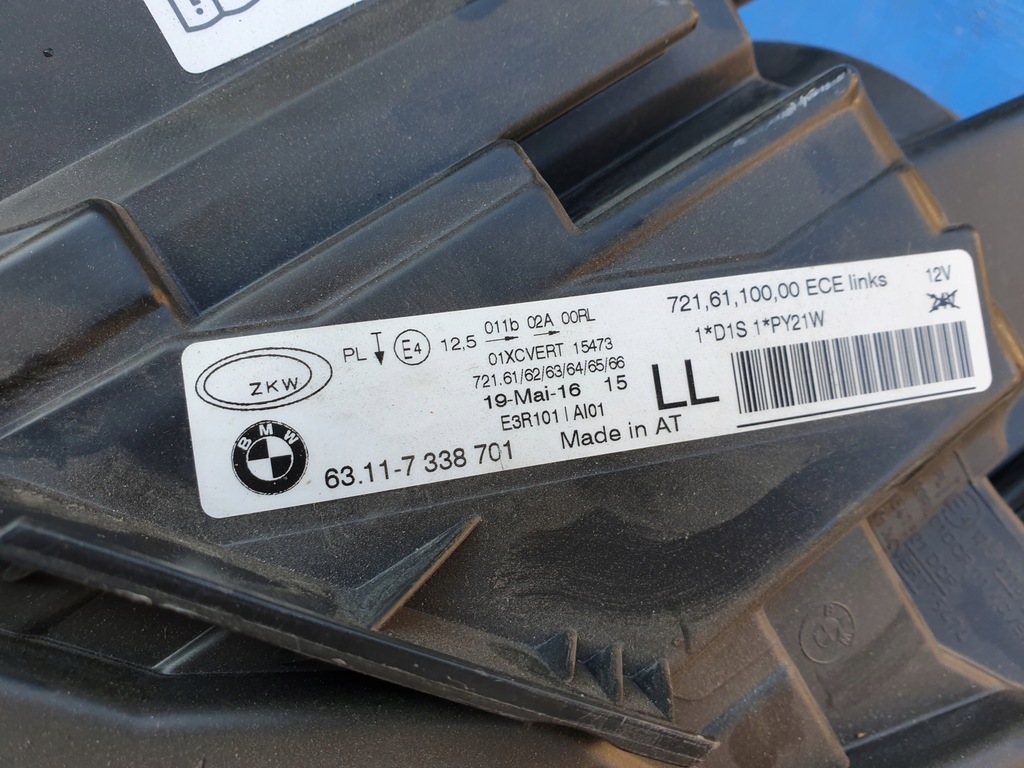 ZKW
PL E4 12,5 011b 02A 00RL
01XCVERT 15473
721.61/62/63/64/65/66
19-Mai-16 15
E3R101 | AI01
BMW
63.11-7 338 701 Made in AT
LL
721,61,100,00 ECE links 12V
1*D1S 1*PY21W